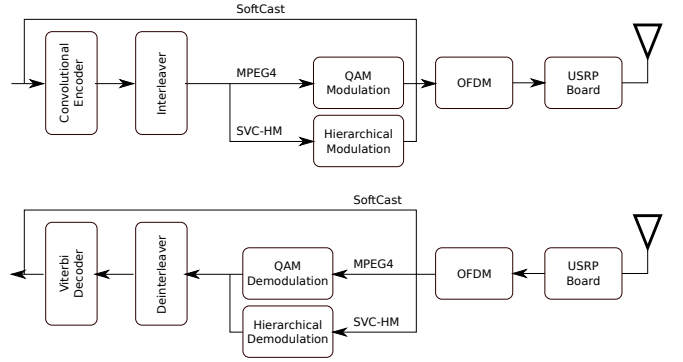 SoftCast
Convolutional
Encoder
Interleaver
MPEG4
QAM
Modulation
OFDM
USRP
Board
SVC-HM
Hierarchical
Modulation
SoftCast
Viterbi
Decoder
Deinterleaver
QAM
Demodulation
MPEG4
OFDM
USRP
Board
Hierarchical
Demodulation
SVC-HM